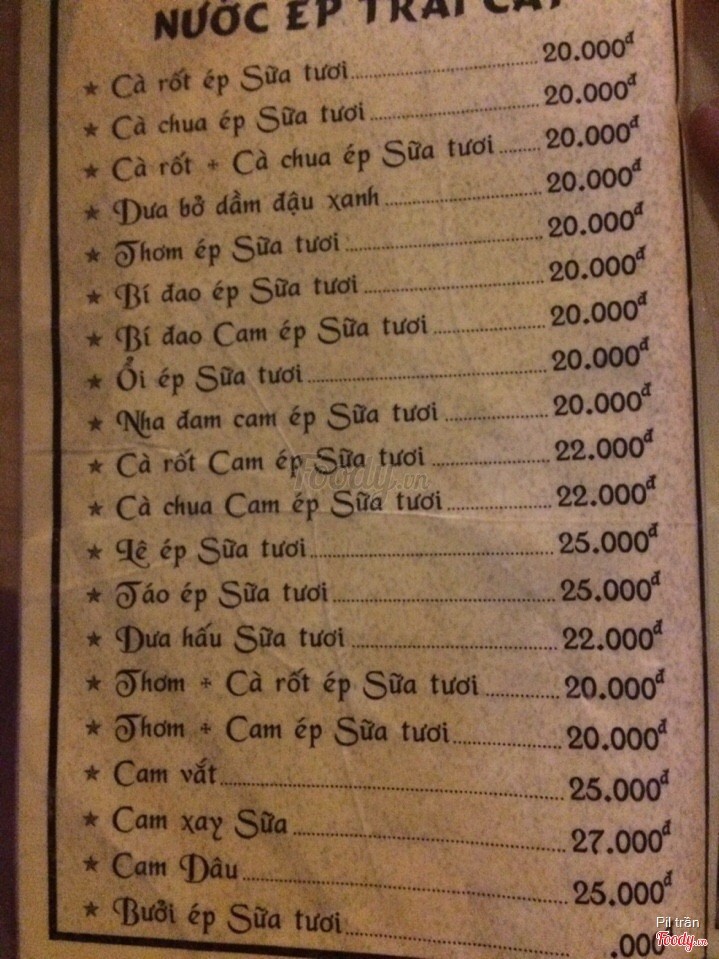 NƯỚC ÉP TRÁI CÂY
★ Cà rốt ép Sữa tươi 20.000đ
★ Cà chua ép Sữa tươi 20.000đ
★ Cà rốt + Cà chua ép Sữa tươi 20.000đ
★ Dưa bở dầm đậu xanh 20.000đ
★ Thơm ép Sữa tươi 20.000đ
★ Bí đao ép Sữa tươi 20.000đ
★ Bí đao Cam ép Sữa tươi 20.000đ
★ Ổi ép Sữa tươi 20.000đ
★ Nha đam cam ép Sữa tươi 20.000đ
★ Cà rốt Cam ép Sữa tươi 22.000đ
★ Cà chua Cam ép Sữa tươi 22.000đ
★ Lê ép Sữa tươi 25.000đ
★ Táo ép Sữa tươi 25.000đ
★ Dưa hấu Sữa tươi 22.000đ
★ Thơm + Cà rốt ép Sữa tươi 20.000đ
★ Thơm + Cam ép Sữa tươi 20.000đ
★ Cam vắt 25.000đ
★ Cam xay Sữa 27.000đ
★ Cam Dâu 25.000đ
★ Bưởi ép Sữa tươi .000đ
Foody.vn
Pil trần
Foody.vn